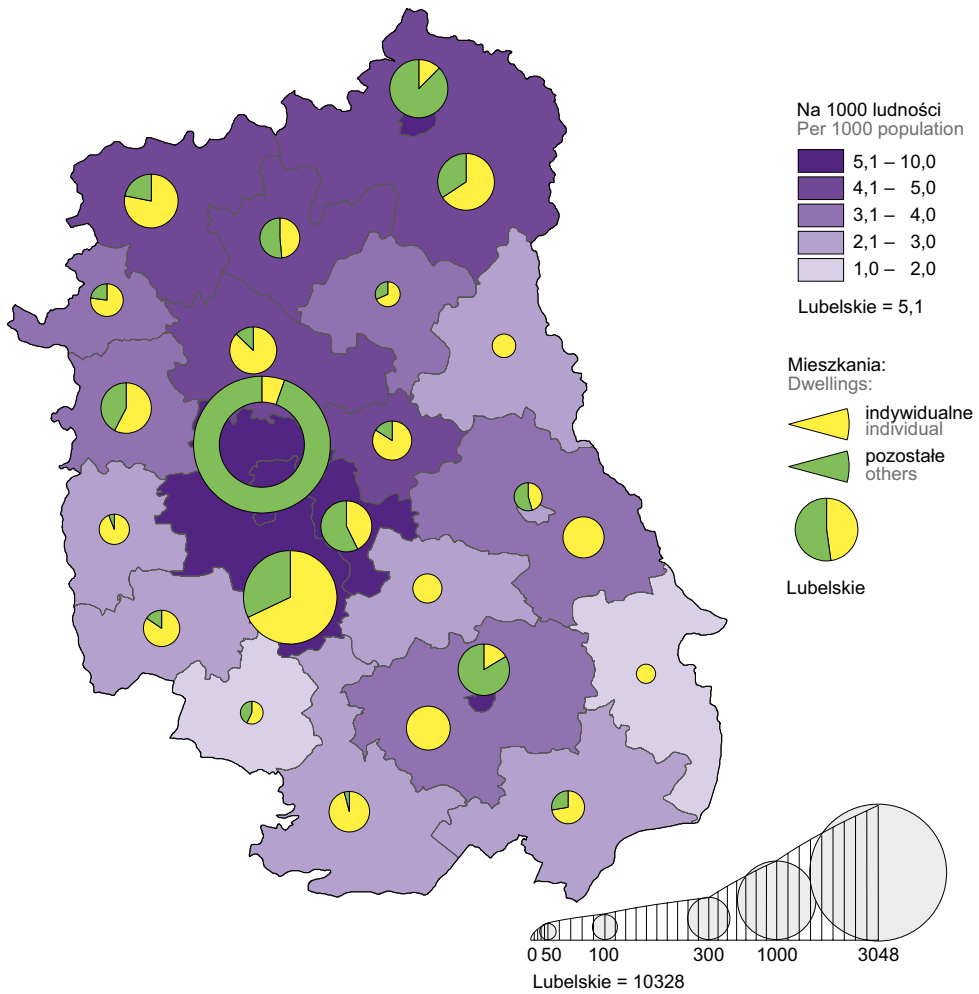 Na 1000 ludności
Per 1000 population
5,1 – 10,0
4,1 – 5,0
3,1 – 4,0
2,1 – 3,0
1,0 – 2,0
Lubelskie = 5,1
Mieszkania:
Dwellings:
indywidualne
individual
pozostałe
others
Lubelskie
0 50 100 300 1000 3048
Lubelskie = 10328